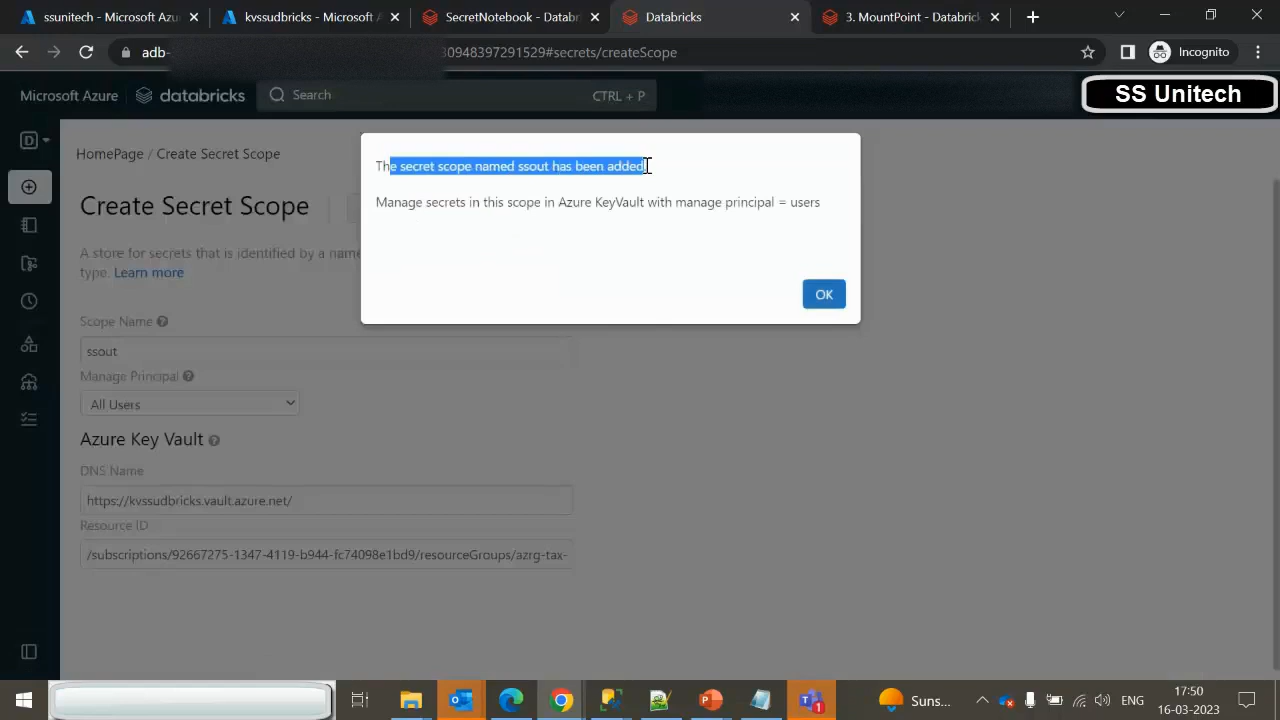 ssunitech - Microsoft Azu
kvssudbricks - Microsoft A
SecretNotebook - Datab
Databricks
3. MountPoint - Databric
adb-
30948397291529#secrets/createScope
Incognito
Microsoft Azure
databricks
Search
CTRL + P
SS Unitech
D
HomePage / Create Secret Scope
Create Secret Scope
A store for secrets that is identified by a name
type. Learn more
The secret scope named ssout has been added.
Manage secrets in this scope in Azure KeyVault with manage principal = users
OK
Scope Name
ssout
Manage Principal
All Users
Azure Key Vault
DNS Name
https://kvssudbricks.vault.azure.net/
Resource ID
/subscriptions/92667275-1347-4119-b944-fc74098e1bd9/resourceGroups/azrg-tax-
Suns...
ENG
17:50
16-03-2023